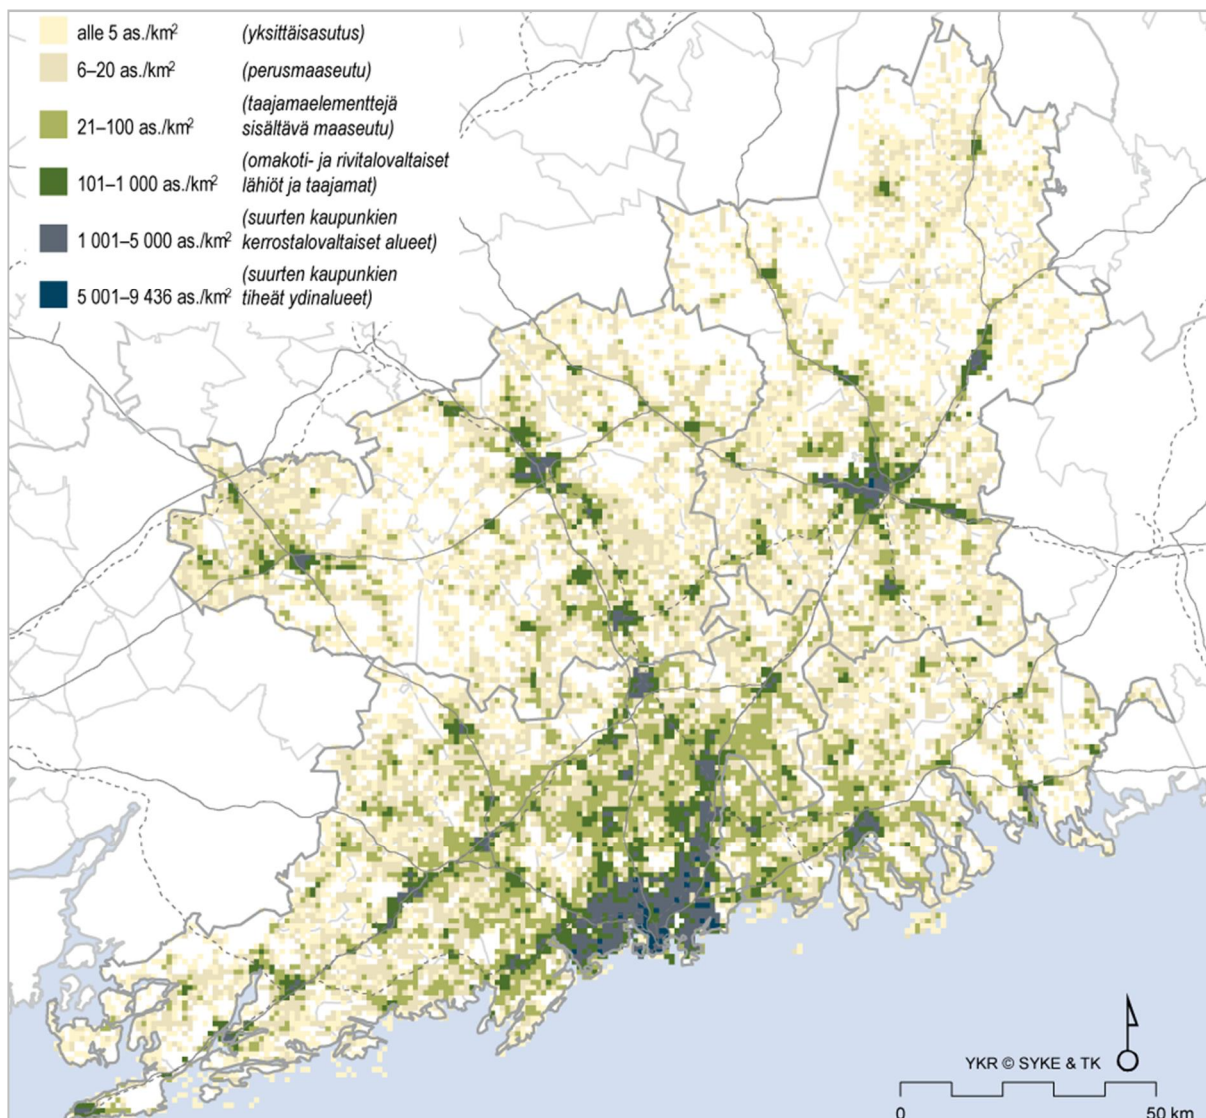 alle 5 as./km² (yksittäisasutus)
6–20 as./km² (perusmaaseutu)
21–100 as./km² (taajamaelementtejä
sisältävä maaseutu)
101–1 000 as./km² (omakoti- ja rivitalovaltaiset
lähiöt ja taajamat)
1 001–5 000 as./km² (suurten kaupunkien
kerrostalovaltaiset alueet)
5 001–9 436 as./km² (suurten kaupunkien
tiheät ydinalueet)
YKR © SYKE & TK
0 50 km